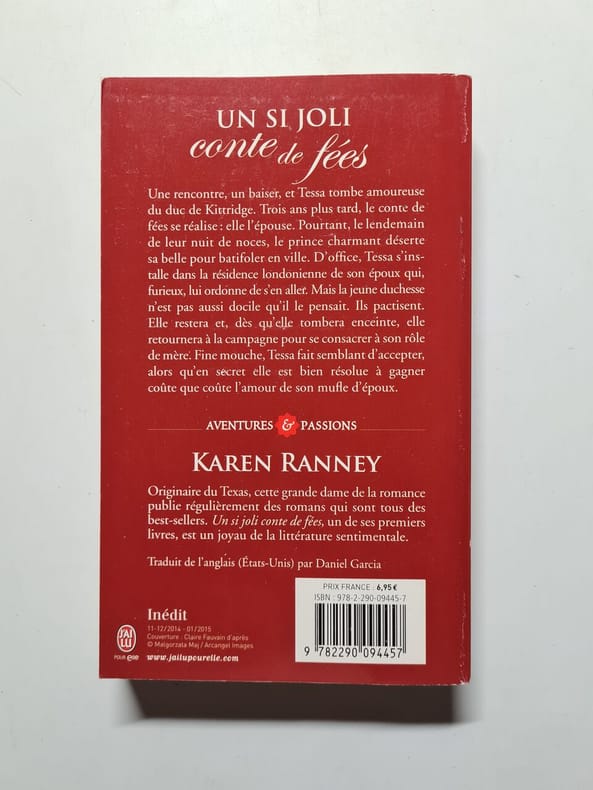 UN SI JOLI
conte de fées
Une rencontre, un baiser, et Tessa tombe amoureuse
du duc de Kittridge. Trois ans plus tard, le conte de
fées se réalise : elle l'épouse. Pourtant, le lendemain
de leur nuit de noces, le prince charmant déserte
sa belle pour batifoler en ville. D'office, Tessa s'ins-
talle dans la résidence londonienne de son époux qui,
furieux, lui ordonne de s'en aller. Mais la jeune duchesse
n'est pas aussi docile qu'il le pensait. Ils pactisent.
Elle restera et, dès qu'elle tombera enceinte, elle
retournera à la campagne pour se consacrer à son rôle
de mère. Fine mouche, Tessa fait semblant d'accepter,
alors qu'en secret elle est bien résolue à gagner
coûte que coûte l'amour de son mufle d'époux.
AVENTURES & PASSIONS
KAREN RANNEY
Originaire du Texas, cette grande dame de la romance
publie régulièrement des romans qui sont tous des
best-sellers. Un si joli conte de fées, un de ses premiers
livres, est un joyau de la littérature sentimentale.
Traduit de l'anglais (États-Unis) par Daniel Garcia
PRIX FRANCE : 6,95 €
ISBN : 978-2-290-09445-7
9 782290 094457
Inédit
11-12/2014 - 01/2015
Couverture : Claire Fauvain d'après
© Malgorzata Maj / Arcangel Images
www.jailupourelle.com
J'AI LU
POUR elle